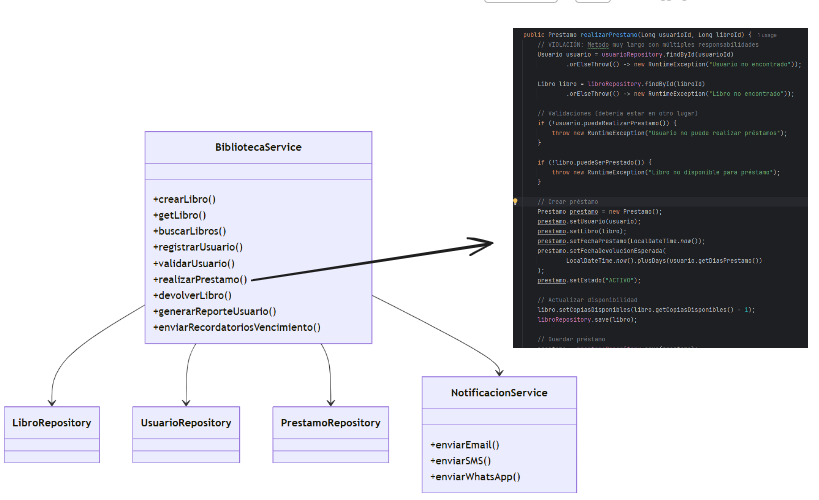 BibliotecaService
+crearLibro()
+getLibro()
+buscarLibros()
+registrarUsuario()
+validarUsuario()
+realizarPrestamo()
+devolverLibro()
+generarReporteUsuario()
+enviarRecordatoriosVencimiento()
public Prestamo realizarPrestamo(Long usuarioId, Long libroId) { 1 usage
// VIOLACIÓN: Metodo muy largo con múltiples responsabilidades
Usuario usuario = usuarioRepository.findById(usuarioId)
.orElseThrow(() -> new RuntimeException("Usuario no encontrado"));
Libro libro = libroRepository.findById(libroId)
.orElseThrow(() -> new RuntimeException("Libro no encontrado"));
// Validaciones (debería estar en otro lugar)
if (!usuario.puedeRealizarPrestamo()) {
throw new RuntimeException("Usuario no puede realizar préstamos");
}
if (!libro.puedeSerPrestado()) {
throw new RuntimeException("Libro no disponible para préstamo");
}
// Crear préstamo
Prestamo prestamo = new Prestamo();
prestamo.setUsuario(usuario);
prestamo.setLibro(libro);
prestamo.setFechaPrestamo(LocalDateTime.now());
prestamo.setFechaDevolucionEsperada(
LocalDateTime.now().plusDays(usuario.getDiasPrestamo())
);
prestamo.setEstado("ACTIVO");
// Actualizar disponibilidad
libro.setCopiasDisponibles(libro.getCopiasDisponibles() - 1);
libroRepository.save(libro);
// Guardar préstamo
LibroRepository
UsuarioRepository
PrestamoRepository
NotificacionService
+enviarEmail()
+enviarSMS()
+enviarWhatsApp()